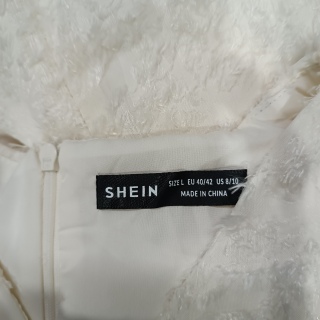 SHEIN
SIZE L EU 40/42 US 8/10
MADE IN CHINA